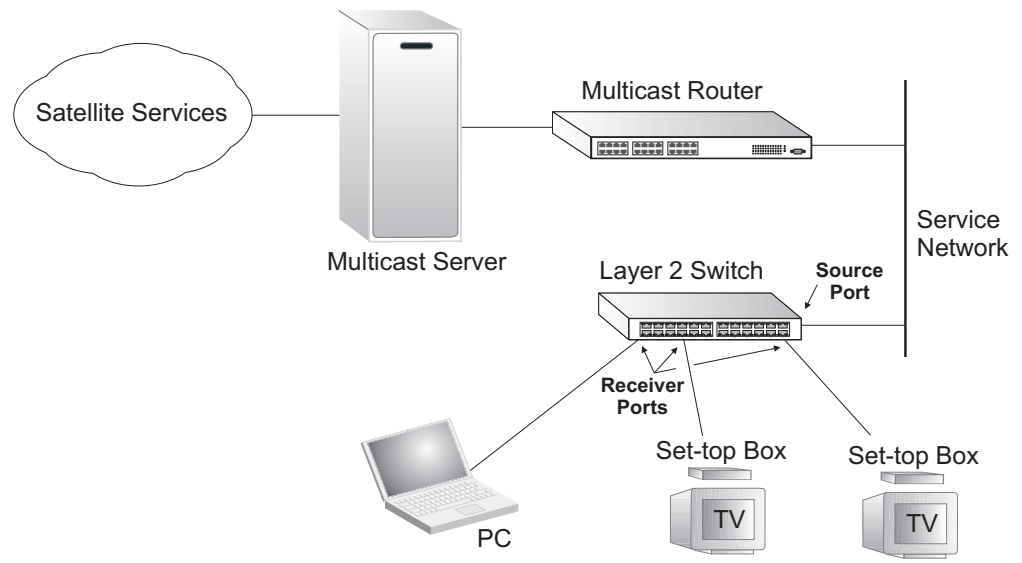 Satellite Services
Multicast Router
Multicast Server
Service
Network
Layer 2 Switch
Source
Port
Receiver
Ports
Set-top Box
Set-top Box
TV
TV
PC